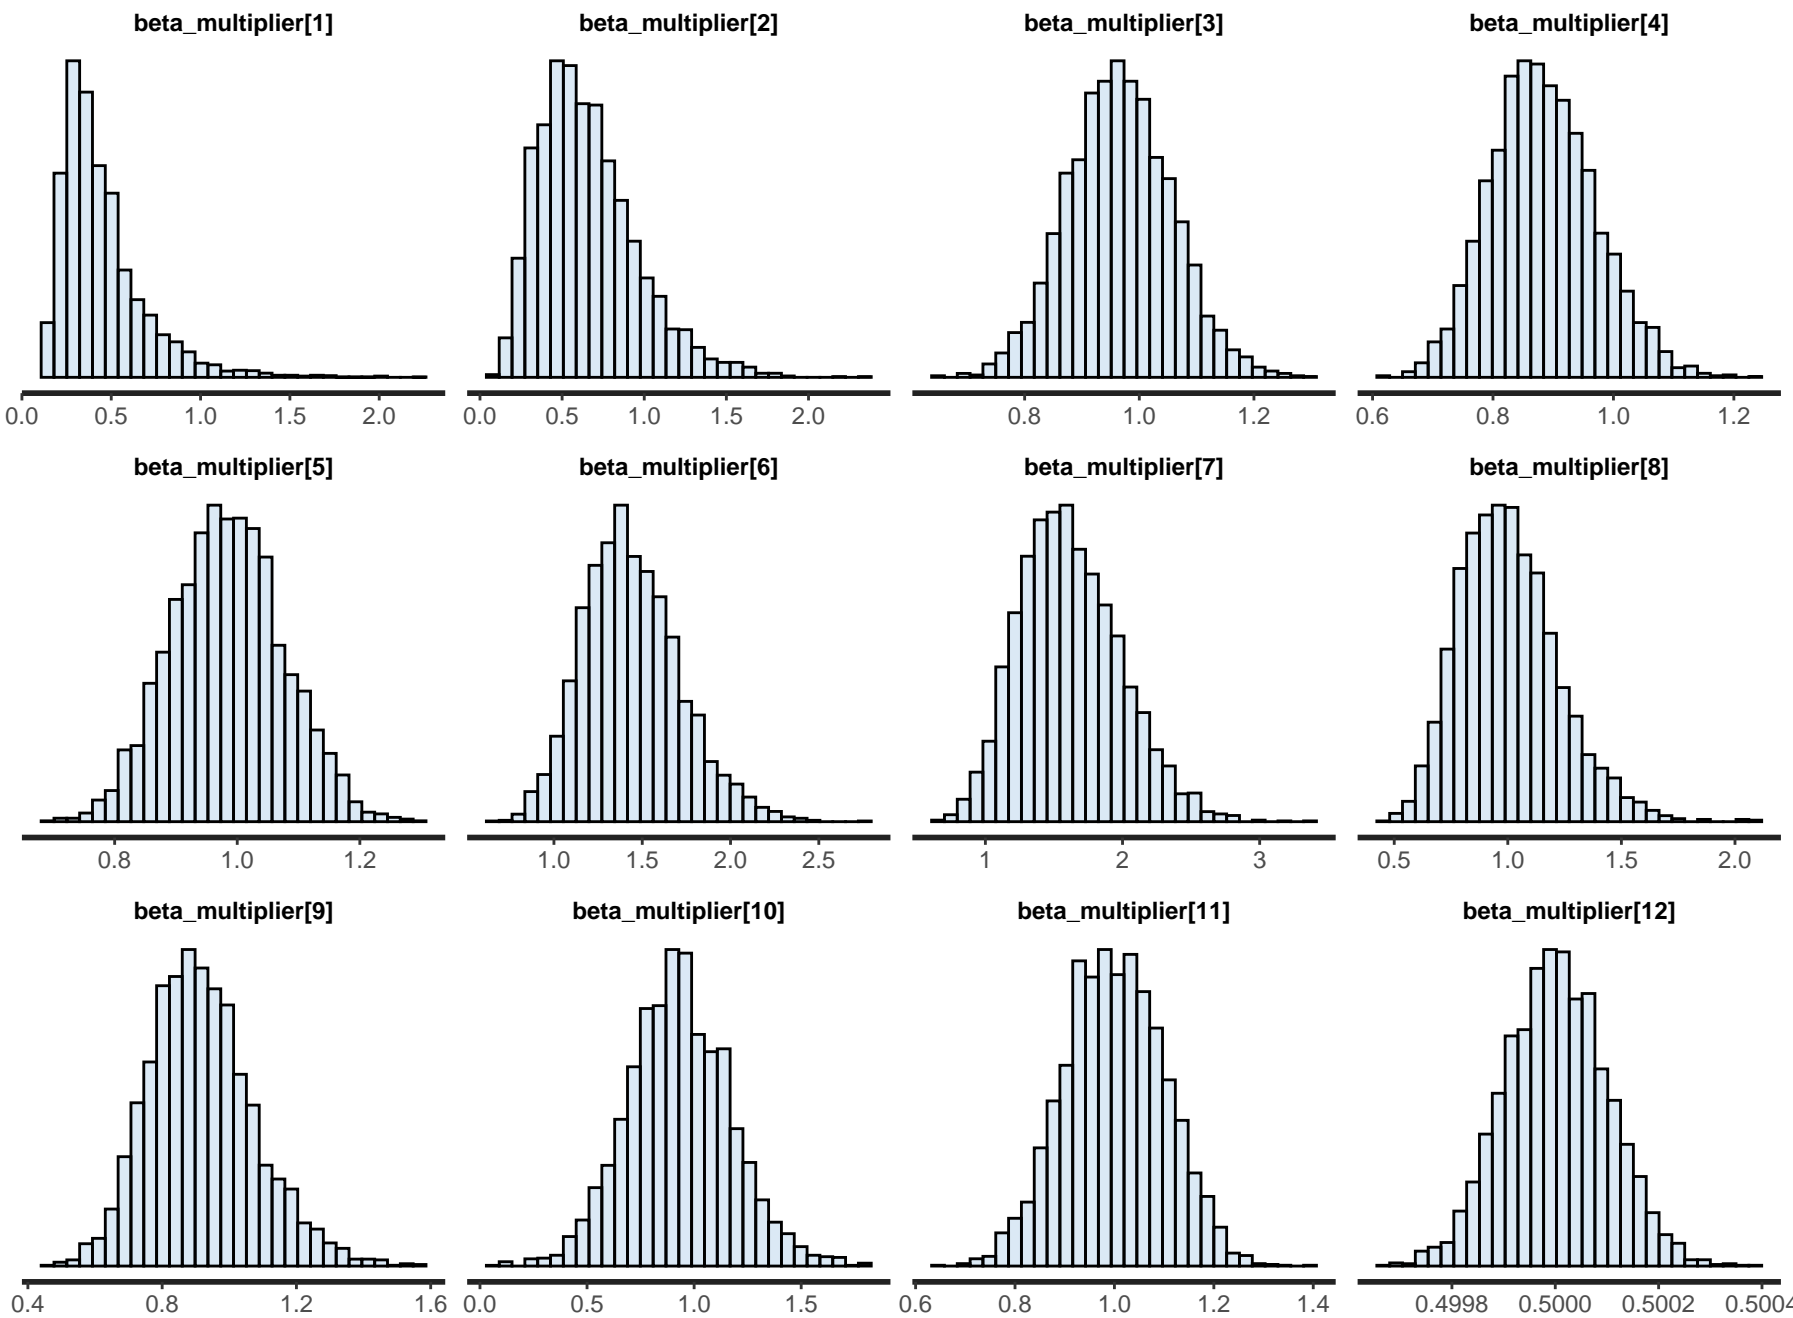 beta_multiplier[1] beta_multiplier[2] beta_multiplier[3] beta_multiplier[4]
0.0 0.5 1.0 1.5 2.0 0.0 0.5 1.0 1.5 2.0 0.8 1.0 1.2 0.6 0.8 1.0 1.2
beta_multiplier[5] beta_multiplier[6] beta_multiplier[7] beta_multiplier[8]
0.8 1.0 1.2 1.0 1.5 2.0 2.5 1 2 3 0.5 1.0 1.5 2.0
beta_multiplier[9] beta_multiplier[10] beta_multiplier[11] beta_multiplier[12]
0.4 0.8 1.2 1.6 0.0 0.5 1.0 1.5 0.6 0.8 1.0 1.2 1.4 0.4998 0.5000 0.5002 0.5004